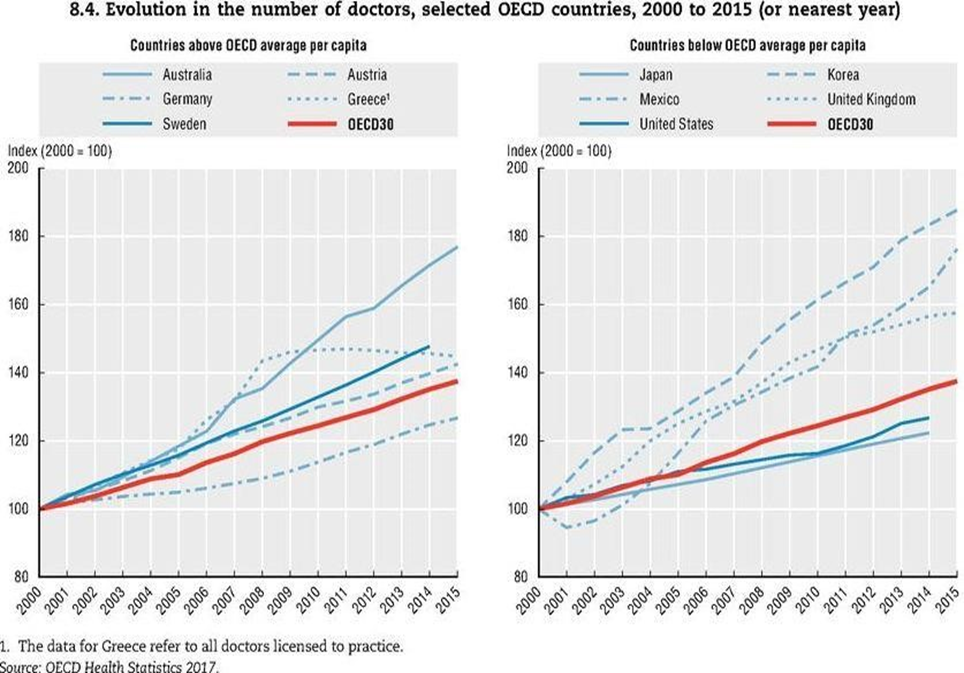 8.4. Evolution in the number of doctors, selected OECD countries, 2000 to 2015 (or nearest year)
Countries above OECD average per capita
Australia
Austria
Germany
Greece¹
Sweden
OECD30
Index (2000 = 100)
200
180
160
140
120
100
80
2000 2001 2002 2003 2004 2005 2006 2007 2008 2009 2010 2011 2012 2013 2014 2015
Countries below OECD average per capita
Japan
Korea
Mexico
United Kingdom
United States
OECD30
Index (2000 = 100)
200
180
160
140
120
100
80
2000 2001 2002 2003 2004 2005 2006 2007 2008 2009 2010 2011 2012 2013 2014 2015
1. The data for Greece refer to all doctors licensed to practice.
Source: OECD Health Statistics 2017.